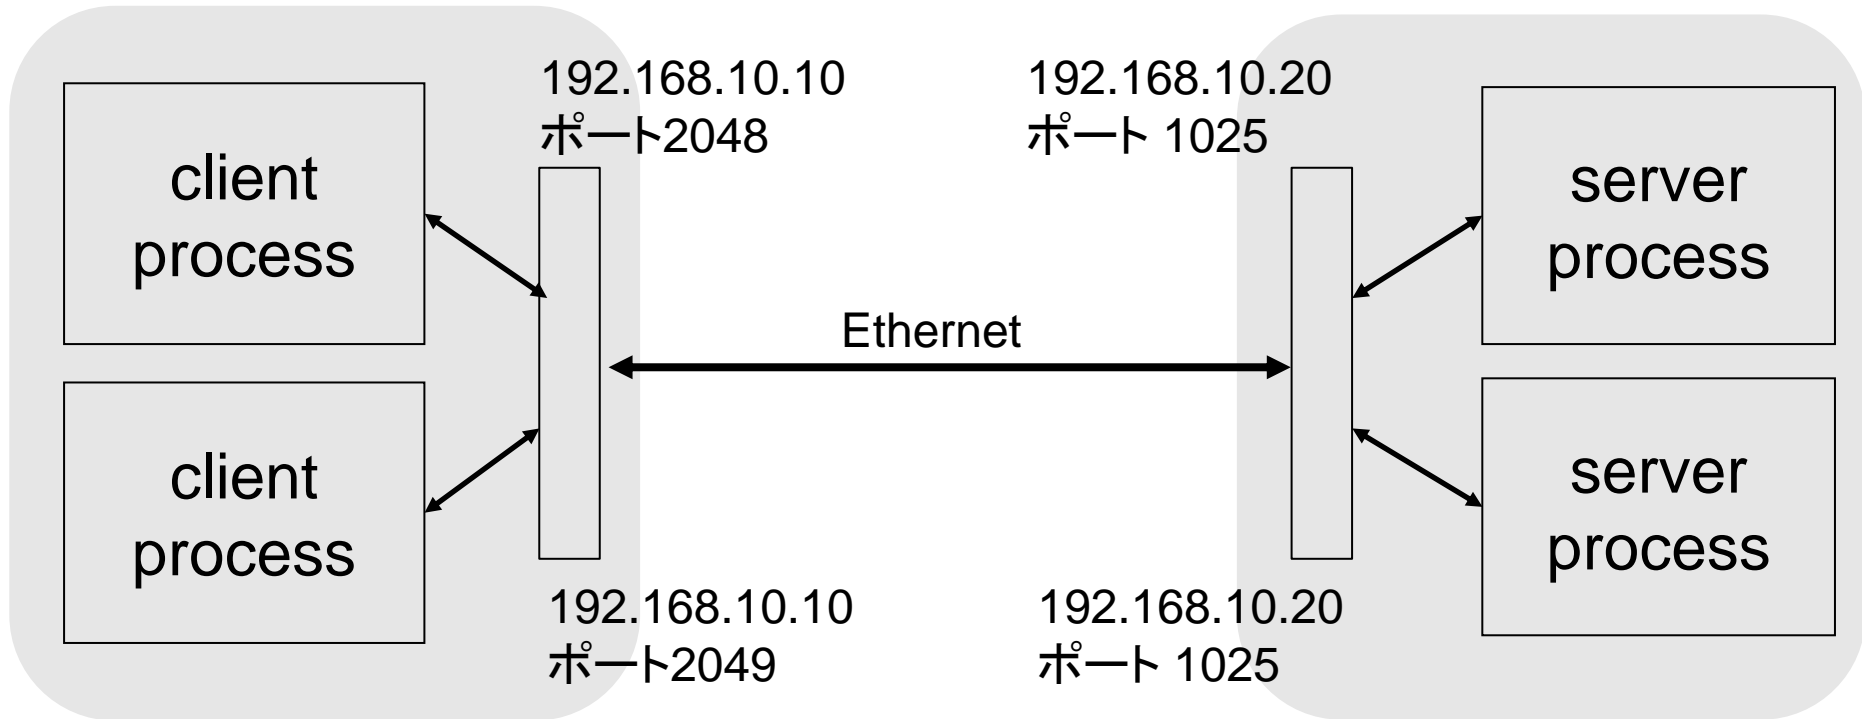 192.168.10.10
ポート2048
192.168.10.20
ポート 1025
client
process
server
process
Ethernet
client
process
server
process
192.168.10.10
ポート2049
192.168.10.20
ポート 1025